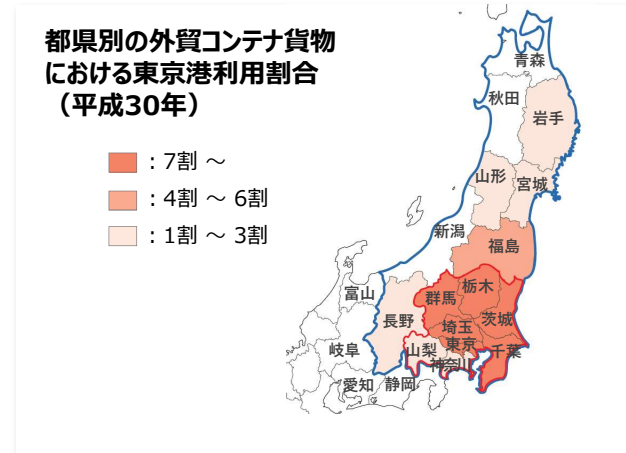 都県別の外貿コンテナ貨物
における東京港利用割合
（平成30年）
：7割 ～
：4割 ～ 6割
：1割 ～ 3割
青森
秋田
岩手
山形
宮城
新潟
福島
富山
群馬
栃木
長野
茨城
埼玉
岐阜
山梨
東京
千葉
神奈川
愛知
静岡